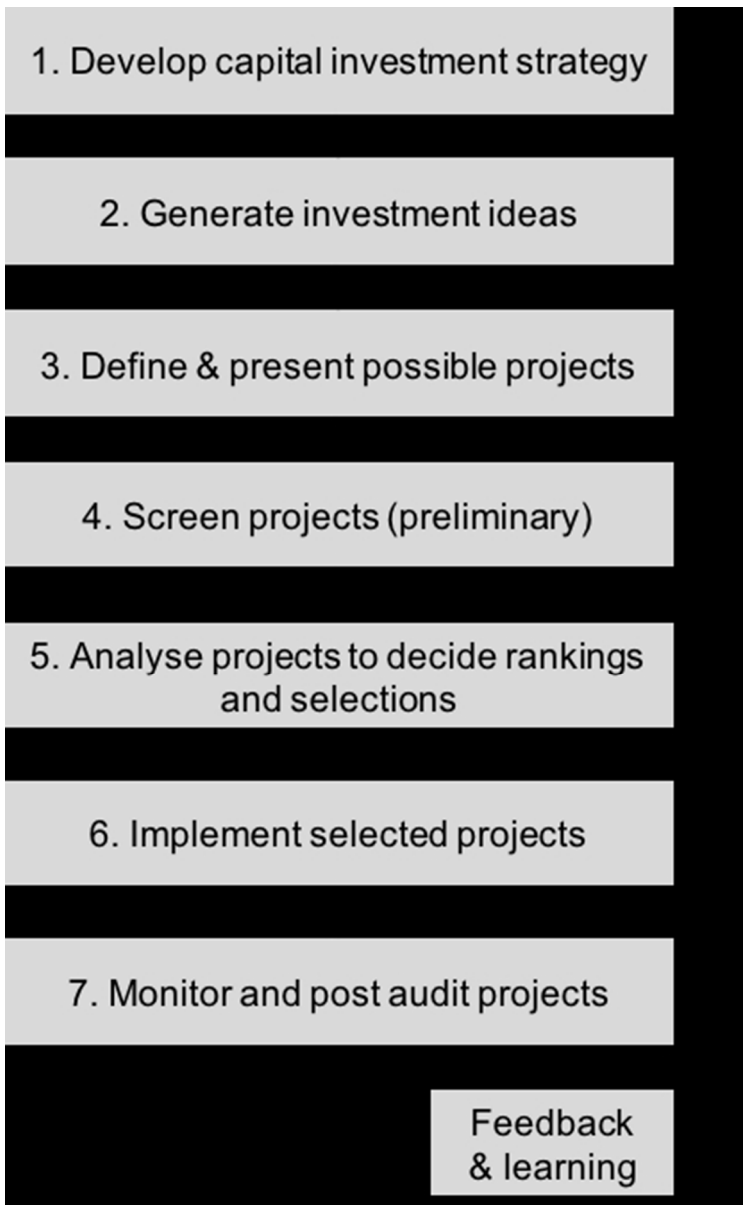 1. Develop capital investment strategy
2. Generate investment ideas
3. Define & present possible projects
4. Screen projects (preliminary)
5. Analyse projects to decide rankings
and selections
6. Implement selected projects
7. Monitor and post audit projects
Feedback
& learning